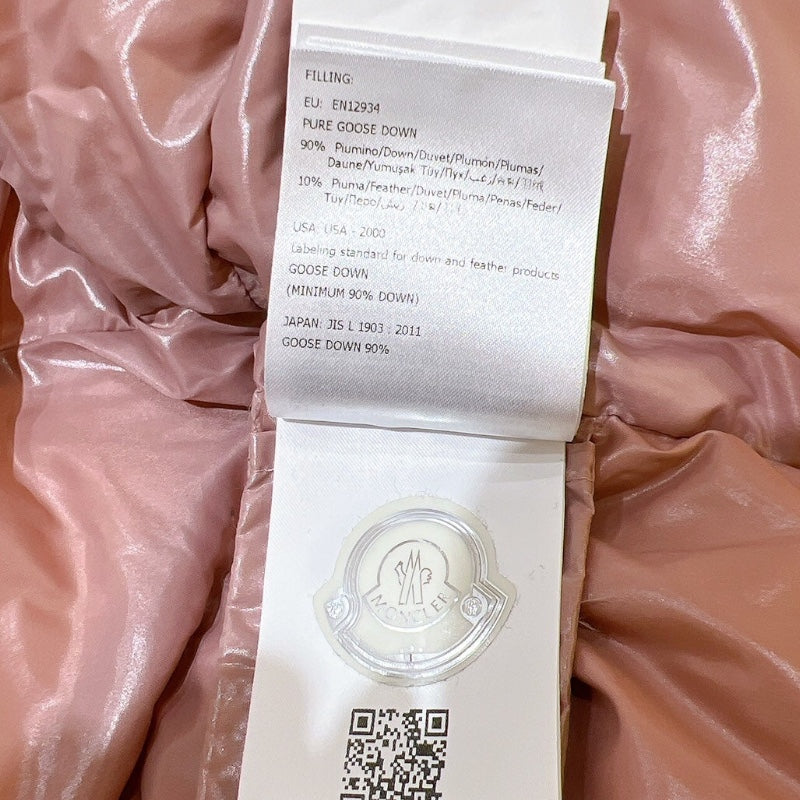 FILLING:
EU: EN12934
PURE GOOSE DOWN
90% Piumino/Down/Duvet/Plumón/Plumas/
Daune/Yumuşak Tüy/Пух/
10% Piuma/Feather/Duvet/Pluma/Penas/Feder/
Tüy/Перо/
USA: USA - 2000
Labeling standard for down and feather products
GOOSE DOWN
(MINIMUM 90% DOWN)
JAPAN: JIS L 1903 : 2011
GOOSE DOWN 90%
MONCLER